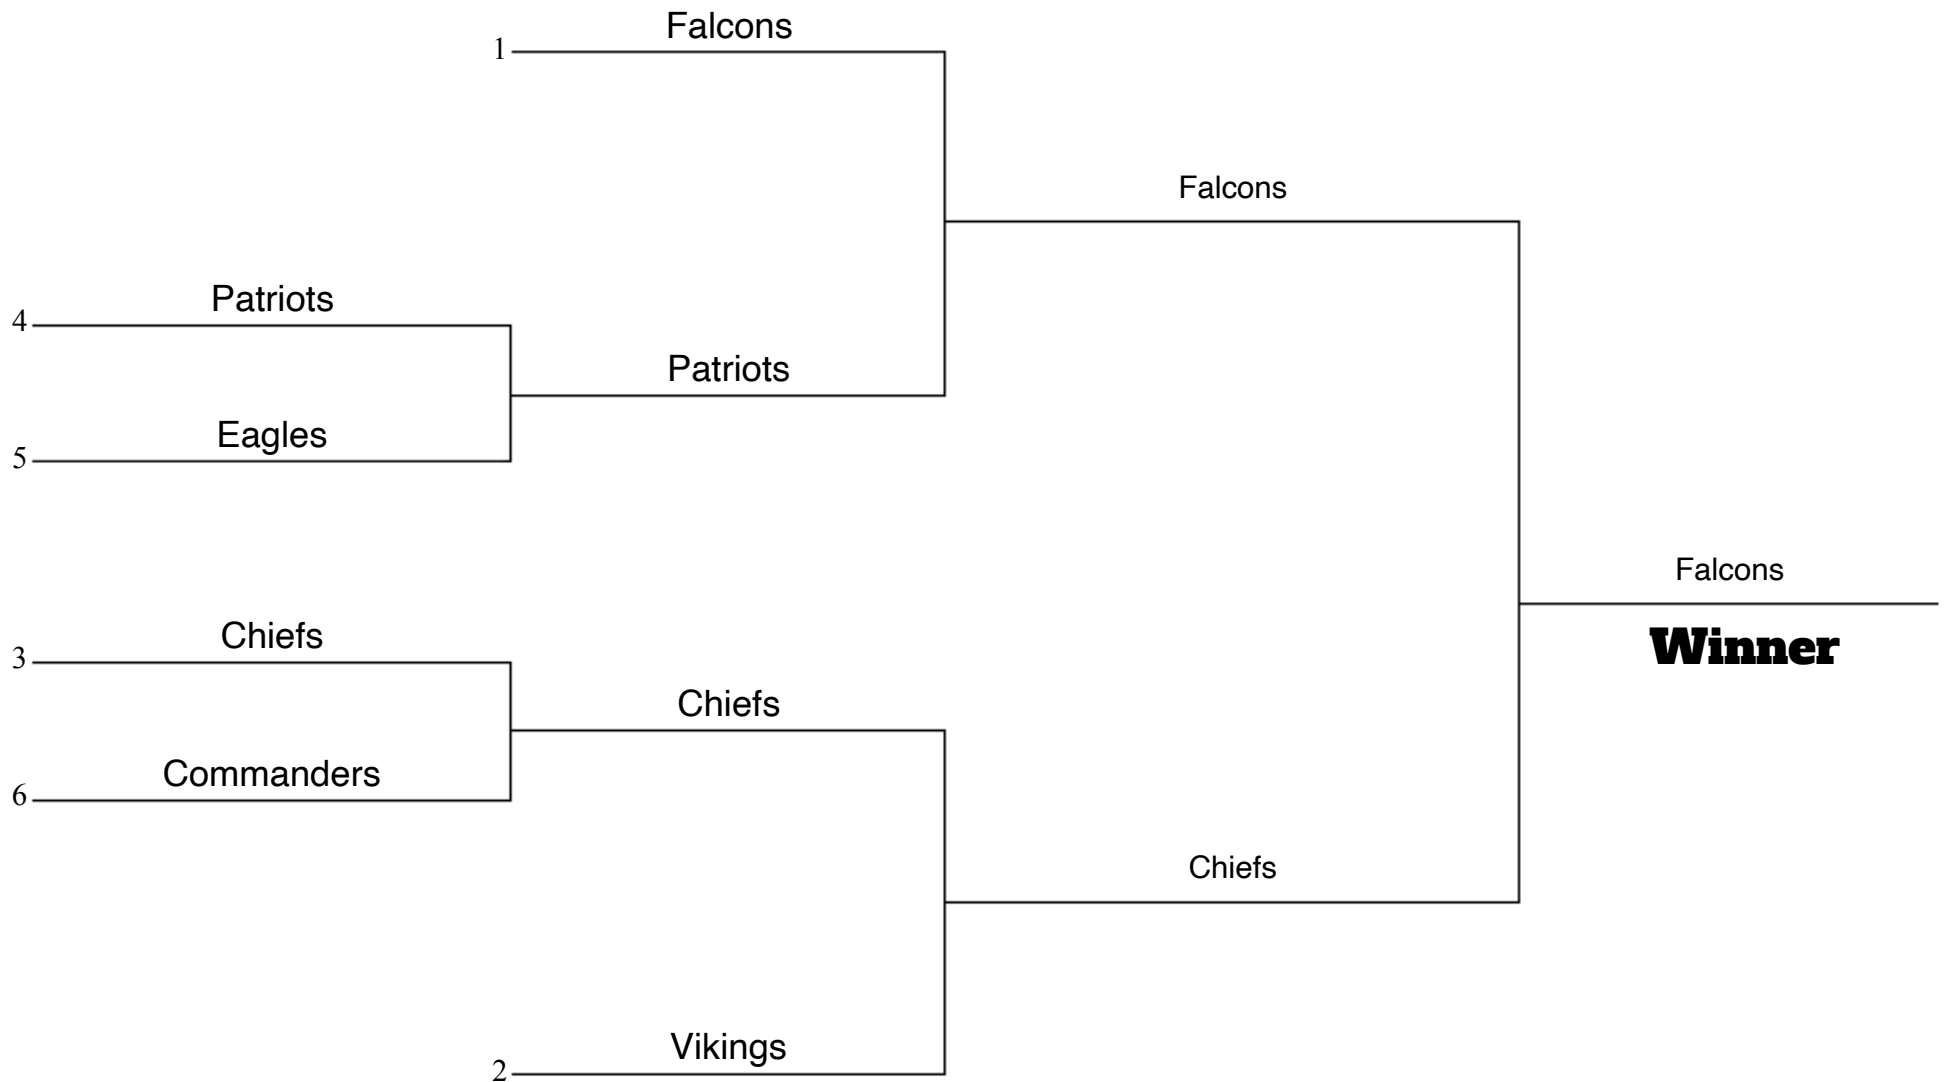 Falcons
1
Falcons
Patriots
4
Patriots
Eagles
5
Falcons
Winner
Chiefs
3
Chiefs
Commanders
6
Chiefs
Vikings
2